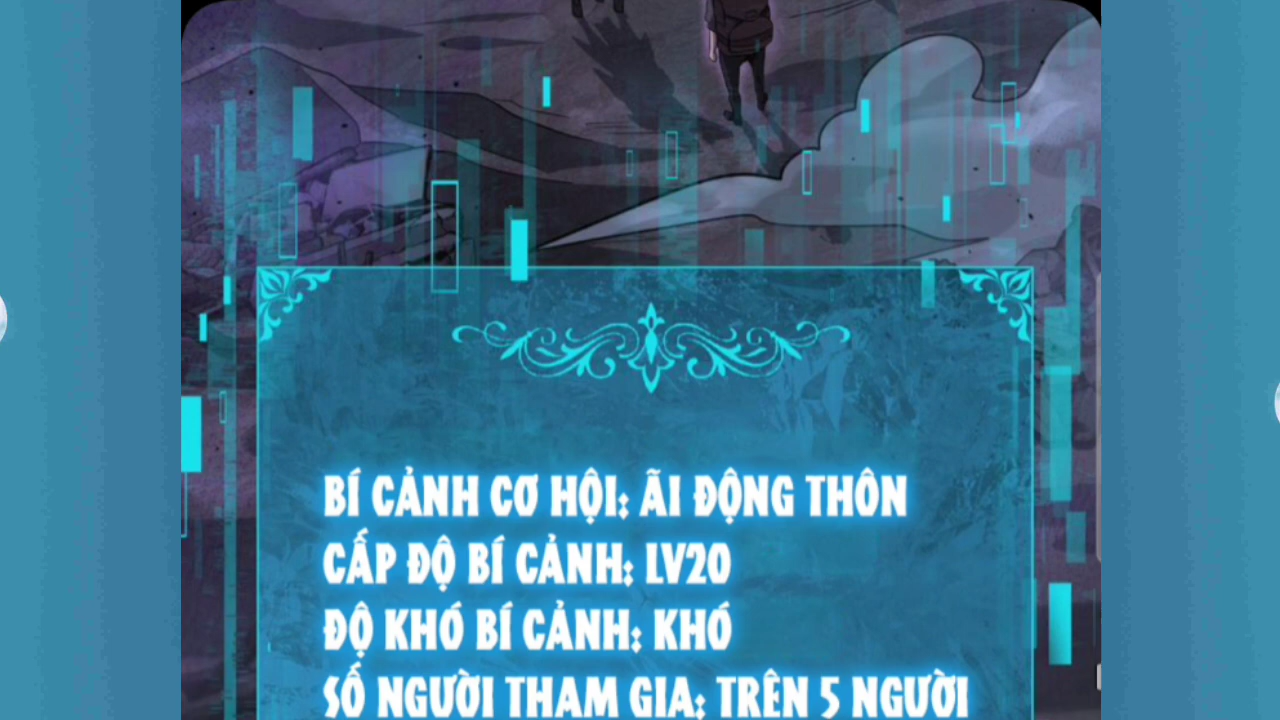 BÍ CẢNH CƠ HỘI: ÃI ĐỘNG THÔN
CẤP ĐỘ BÍ CẢNH: LV20
ĐỘ KHÓ BÍ CẢNH: KHÓ
SỐ NGƯỜI THAM GIA: TRÊN 5 NGƯỜI